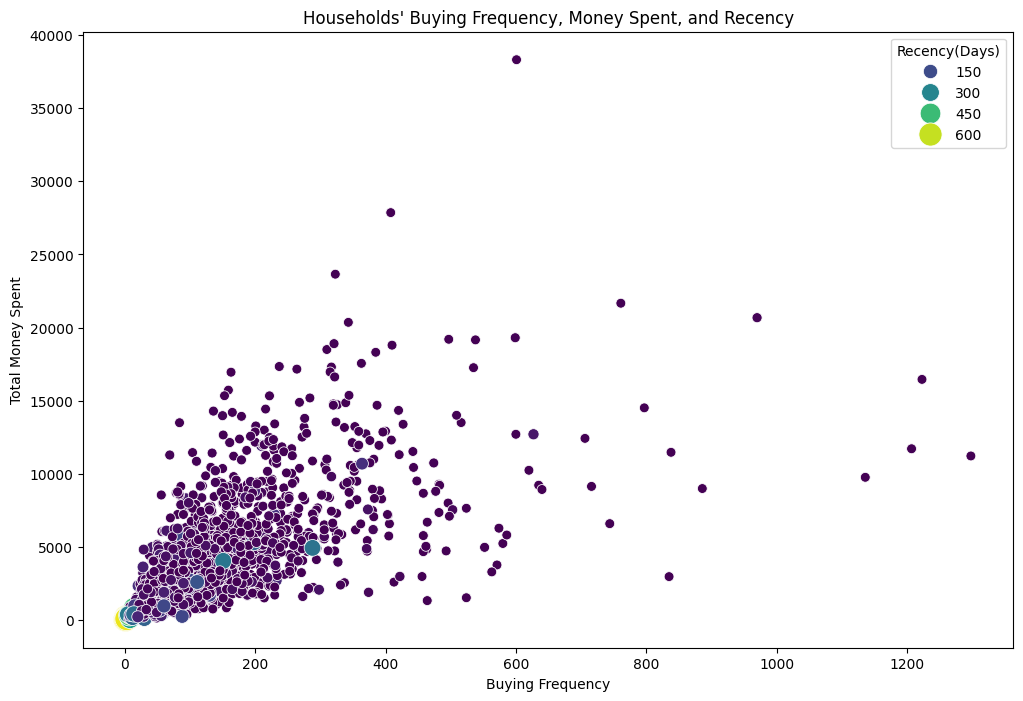 Households' Buying Frequency, Money Spent, and Recency
40000
35000
30000
25000
20000
15000
10000
5000
0
Total Money Spent
Recency(Days)
150
300
450
600
0 200 400 600 800 1000 1200
Buying Frequency